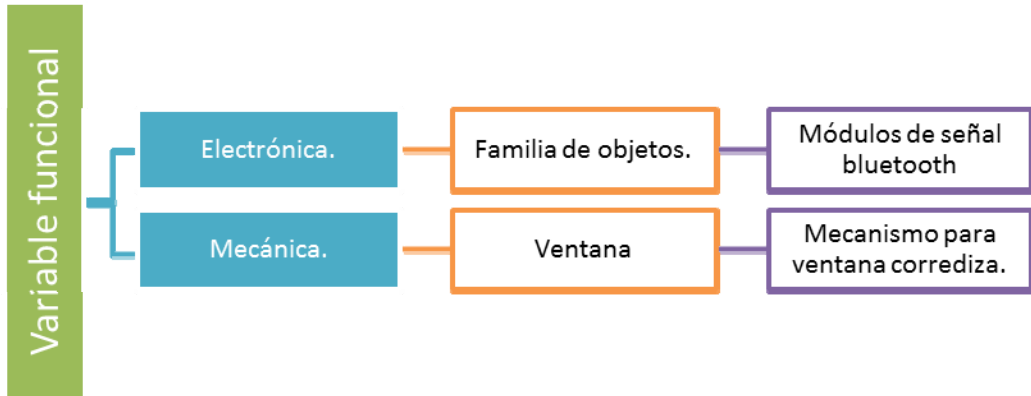 Variable funcional
Electrónica.
Familia de objetos.
Módulos de señal
bluetooth
Mecánica.
Ventana
Mecanismo para
ventana corrediza.